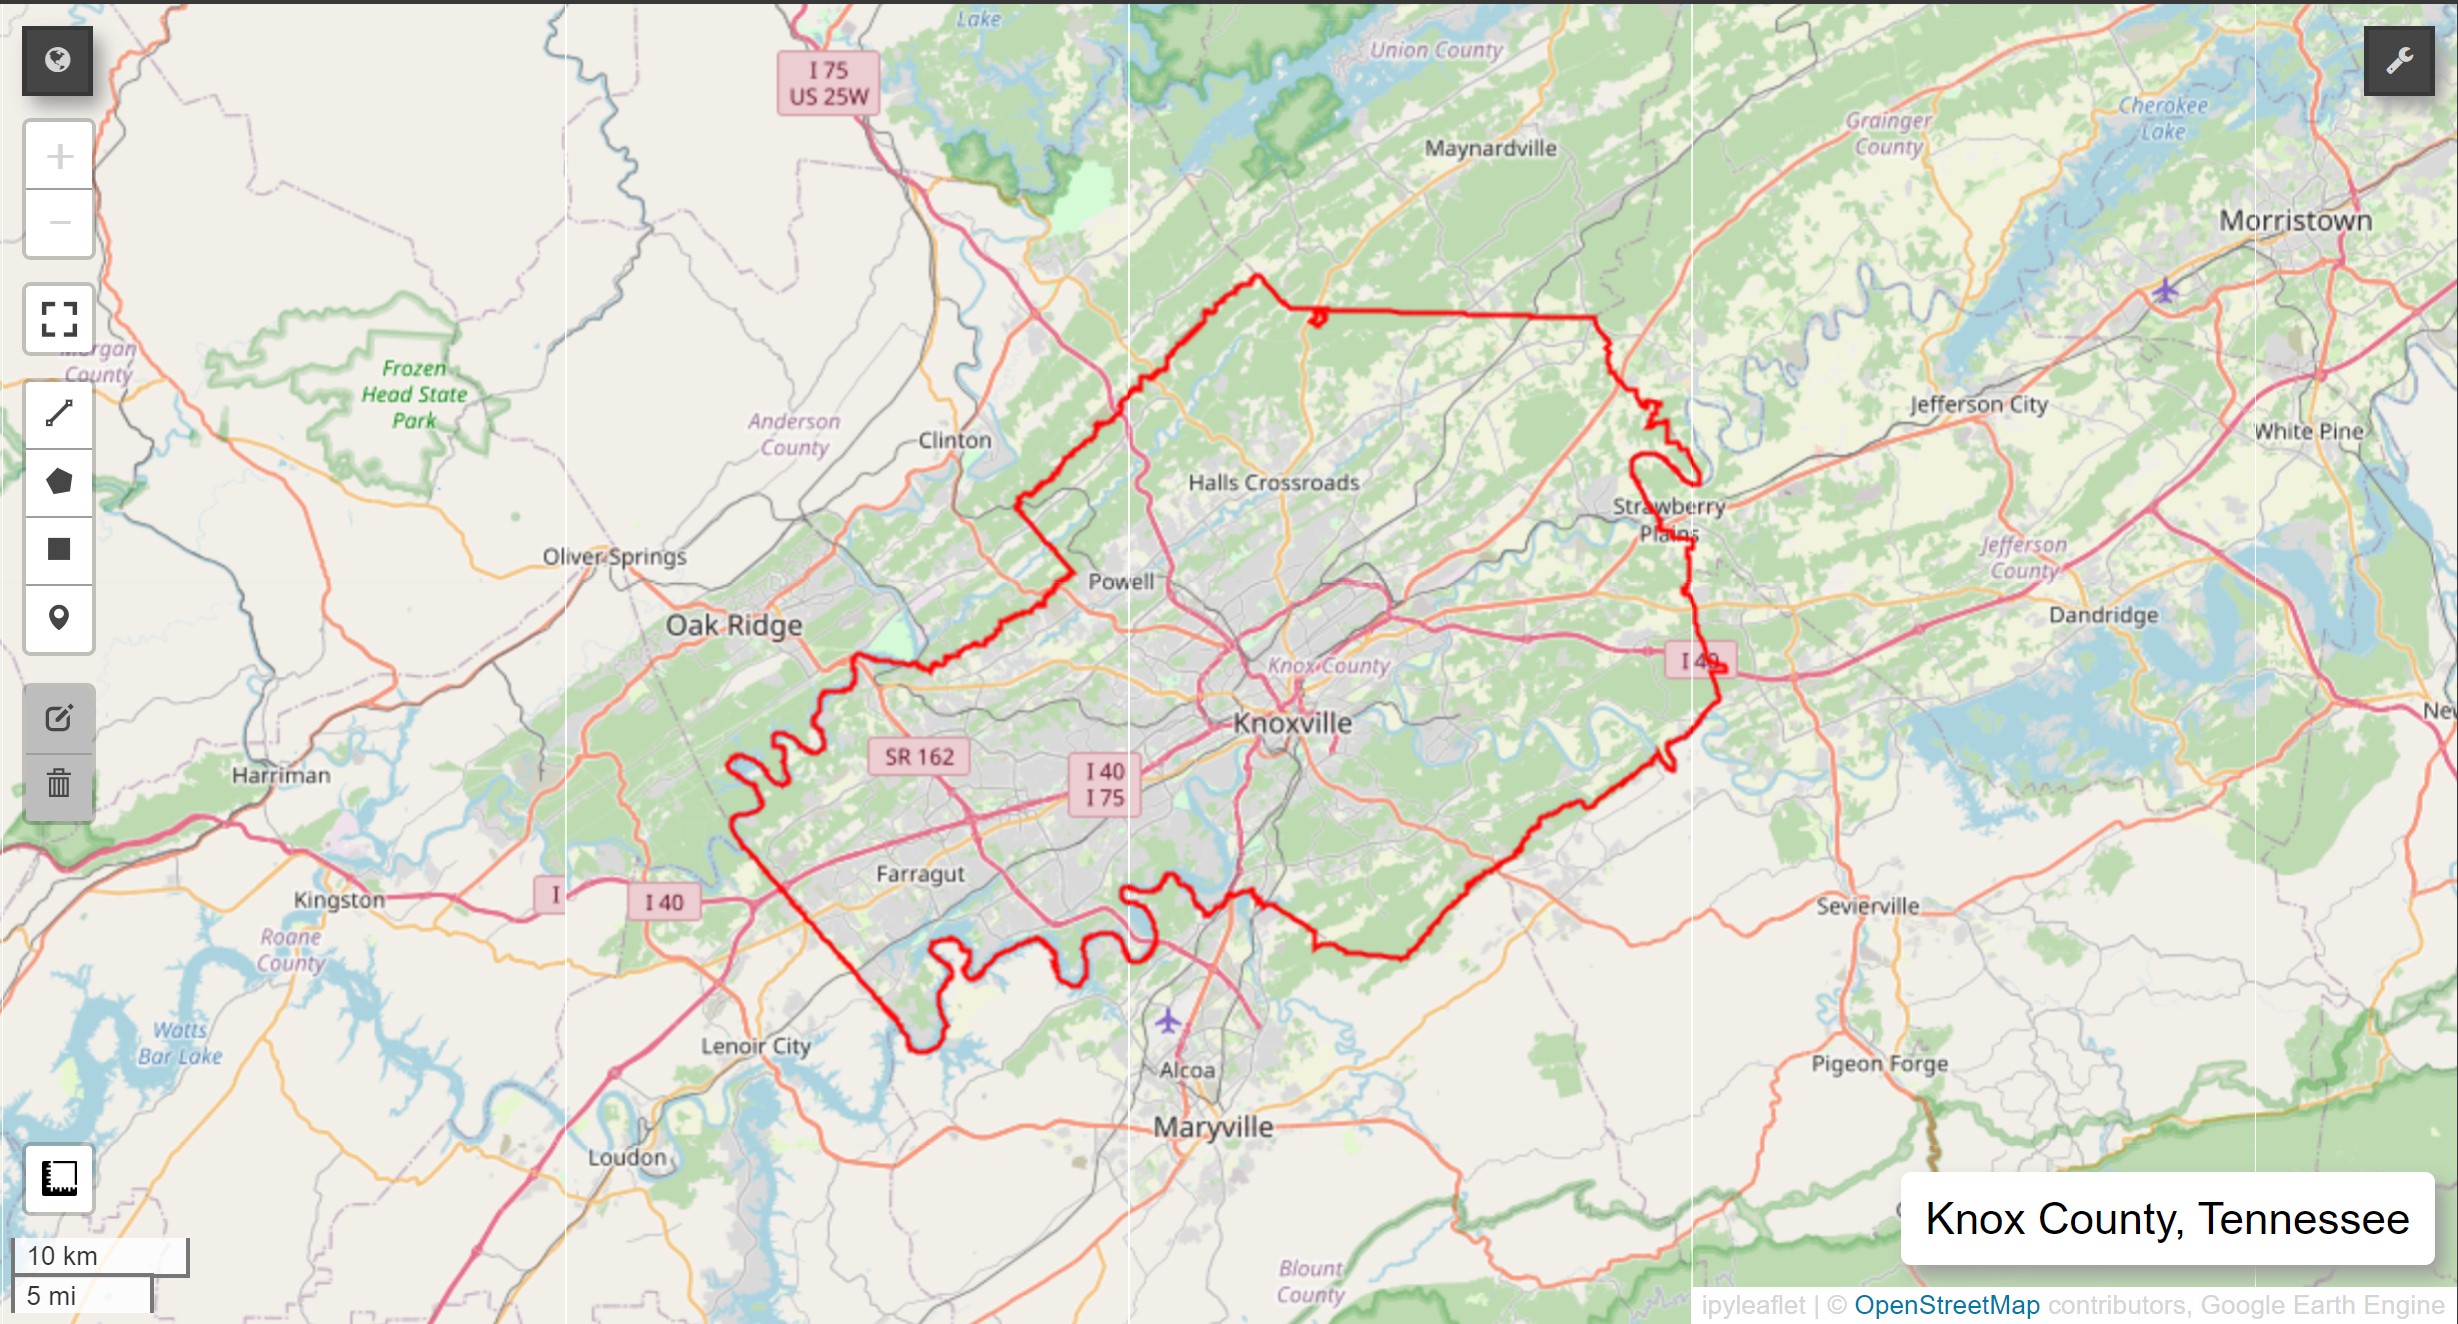 Lake
Union County
I 75
US 25W
Cherokee
Lake
Grainger
County
Maynardville
Morristown
+
−
County
Frozen
Head State
Park
Jefferson City
Anderson
County
Clinton
White Pine
Halls Crossroads
Strawberry
Plains
Oliver Springs
Jefferson
County
Powell
Dandridge
Oak Ridge
I 40
Knox County
Knoxville
SR 162
Harriman
I 40
I 75
Farragut
Kingston
I
I 40
Sevierville
Roane
County
Watts
Bar Lake
Lenoir City
Alcoa
Pigeon Forge
Maryville
Loudon
Knox County, Tennessee
10 km
5 mi
Blount
County
ipyleaflet | © OpenStreetMap contributors, Google Earth Engine